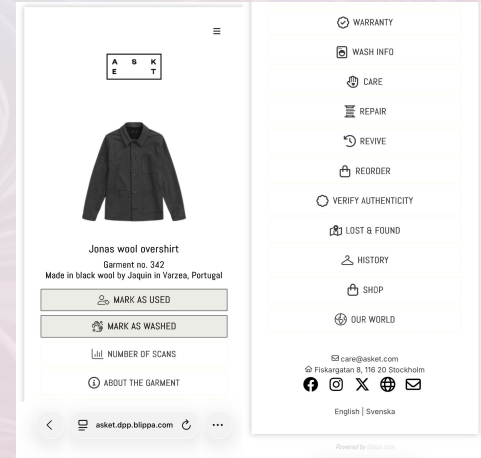 A S K
E T
Jonas wool overshirt
Garment no. 342
Made in black wool by Jaquin in Varzea, Portugal
MARK AS USED
MARK AS WASHED
NUMBER OF SCANS
ABOUT THE GARMENT
asket.dpp.blippa.com
WARRANTY
WASH INFO
CARE
REPAIR
REVIVE
REORDER
VERIFY AUTHENTICITY
LOST & FOUND
HISTORY
SHOP
OUR WORLD
care@asket.com
Fiskargatan 8, 116 20 Stockholm
English | Svenska
Powered by blippa.com